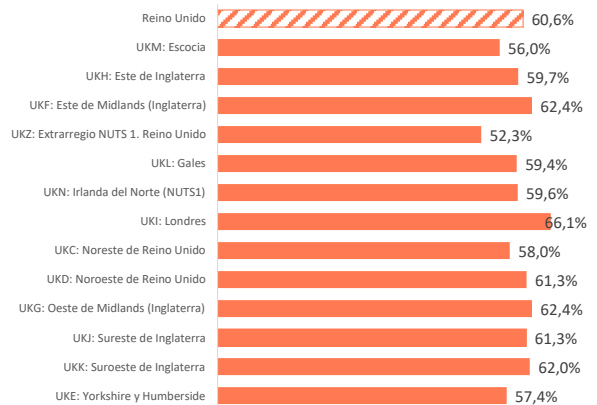 Reino Unido 60,6%
UKM: Escocia 56,0%
UKH: Este de Inglaterra 59,7%
UKF: Este de Midlands (Inglaterra) 62,4%
UKZ: Extrarregio NUTS 1. Reino Unido 52,3%
UKL: Gales 59,4%
UKN: Irlanda del Norte (NUTS1) 59,6%
UKI: Londres 66,1%
UKC: Noreste de Reino Unido 58,0%
UKD: Noroeste de Reino Unido 61,3%
UKG: Oeste de Midlands (Inglaterra) 62,4%
UKJ: Sureste de Inglaterra 61,3%
UKK: Suroeste de Inglaterra 62,0%
UKE: Yorkshire y Humberside 57,4%